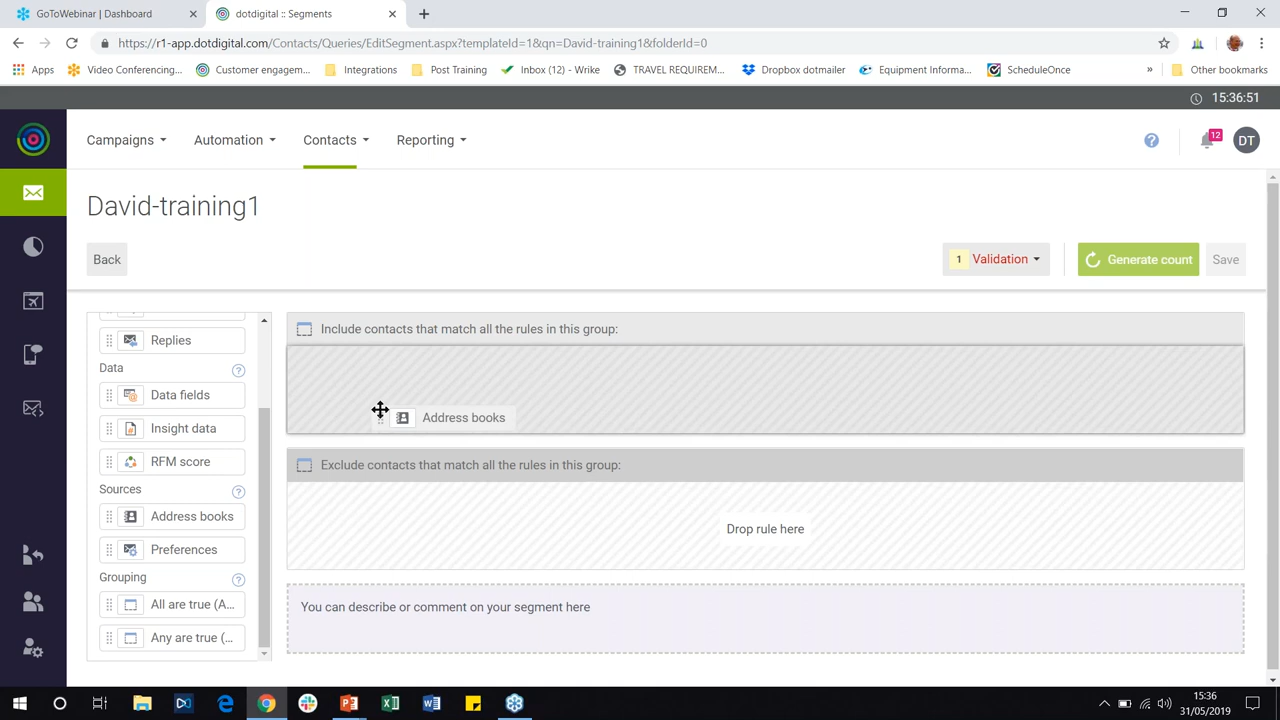 GoToWebinar | Dashboard
dotdigital :: Segments
https://r1-app.dotdigital.com/Contacts/Queries/EditSegment.aspx?templateId=1&qn=David-training1&folderId=0
Apps
Video Conferencing...
Customer engagem...
Integrations
Post Training
Inbox (12) - Wrike
TRAVEL REQUIREM...
Dropbox dotmailer
Equipment Informa...
ScheduleOnce
»
Other bookmarks
15:36:51
Campaigns
Automation
Contacts
Reporting
?
12
DT
David-training1
Back
1 Validation
Generate count
Save
Replies
Data
?
Data fields
Insight data
RFM score
Sources
?
Address books
Preferences
Grouping
?
All are true (A...
Any are true (...
Include contacts that match all the rules in this group:
Address books
Exclude contacts that match all the rules in this group:
Drop rule here
You can describe or comment on your segment here
15:36
31/05/2019